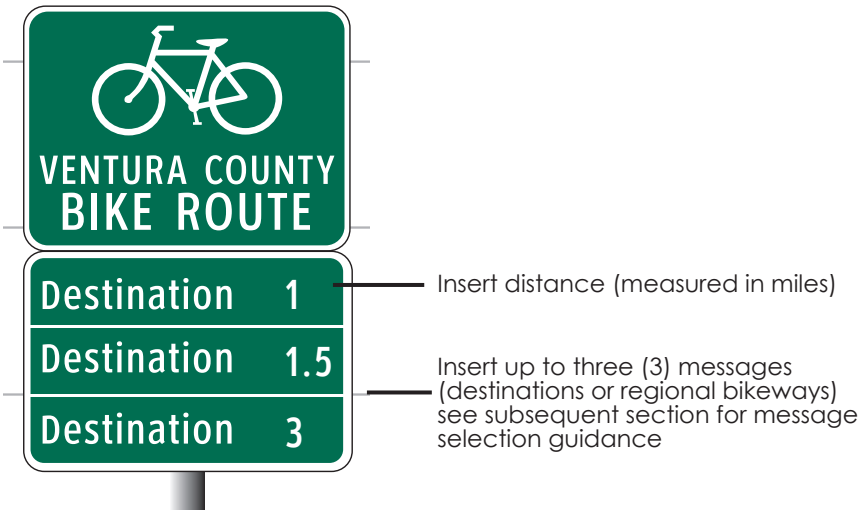 VENTURA COUNTY
BIKE ROUTE
Destination 1
Destination 1.5
Destination 3
Insert distance (measured in miles)
Insert up to three (3) messages
(destinations or regional bikeways)
see subsequent section for message
selection guidance